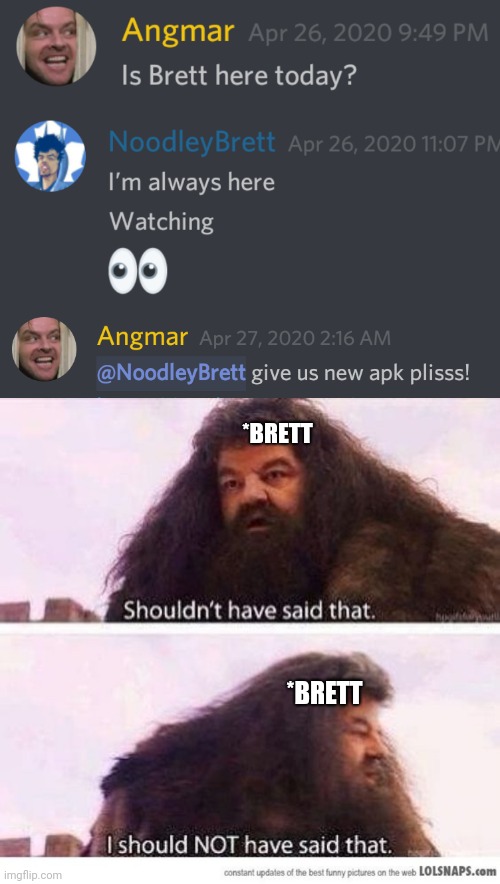 Angmar Apr 26, 2020 9:49 PM
Is Brett here today?
NoodleyBrett Apr 26, 2020 11:07 PM
I'm always here
Watching
Angmar Apr 27, 2020 2:16 AM
@NoodleyBrett give us new apk plisss!
*BRETT
Shouldn't have said that.
*BRETT
I should NOT have said that.
imgflip.com
constant updates of the best funny pictures on the web LOLSNAPS.com